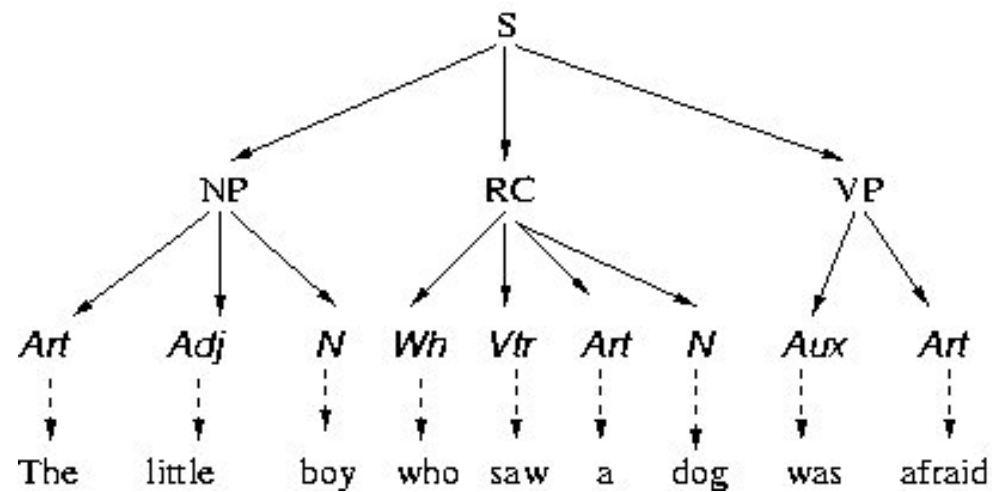 S
NP RC VP
Art Adj N Wh Vtr Art N Aux Art
The little boy who saw a dog was afraid